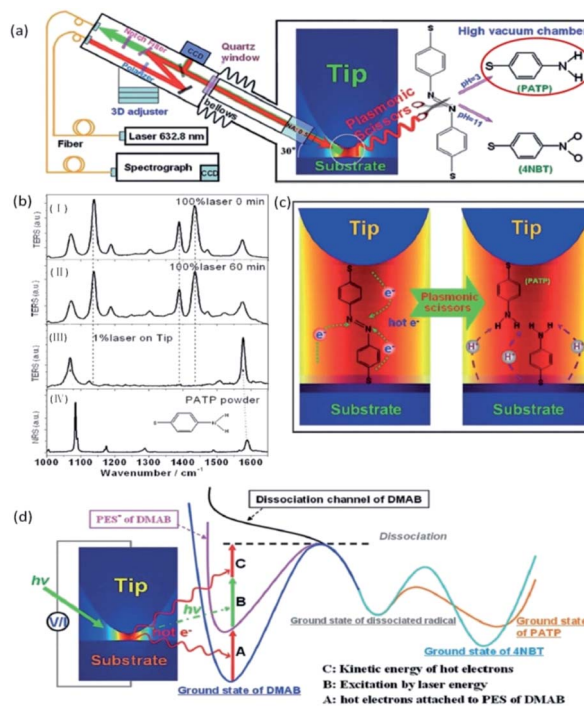 (a)
Notch Filter
Polarizer
CCD
Quartz
window
bellows
3D adjuster
Fiber
Laser 632.8 nm
Spectrograph
CCD
30°
Tip
Substrate
Plasmonic
Scissors
S
N
N
S
High vacuum chamber
pH=3
S
N
H
H
(PATP)
pH=11
S
N
O
O
(4NBT)
(b)
(I)
100%laser 0 min
TERS (a.u.)
(II)
100%laser 60 min
TERS (a.u.)
(III)
1%laser on Tip
TERS (a.u.)
(IV)
PATP powder
S
N
H
H
NRS (a.u.)
1000 1100 1200 1300 1400 1500 1600
Wavenumber / cm⁻¹
(c)
Tip
S
e⁻
hot e⁻
e⁻
e⁻
S
Substrate
Plasmonic
scissors
Tip
S
(PATP)
N
H
H
H
H
N
H
H
H
S
Substrate
(d)
Dissociation channel of DMAB
PES* of DMAB
Dissociation
hν
Tip
V/I
Substrate
hot e⁻
hν
C
B
A
Ground state of DMAB
Ground state of dissociated radical
Ground state of 4NBT
Ground state
of PATP
C: Kinetic energy of hot electrons
B: Excitation by laser energy
A: hot electrons attached to PES of DMAB